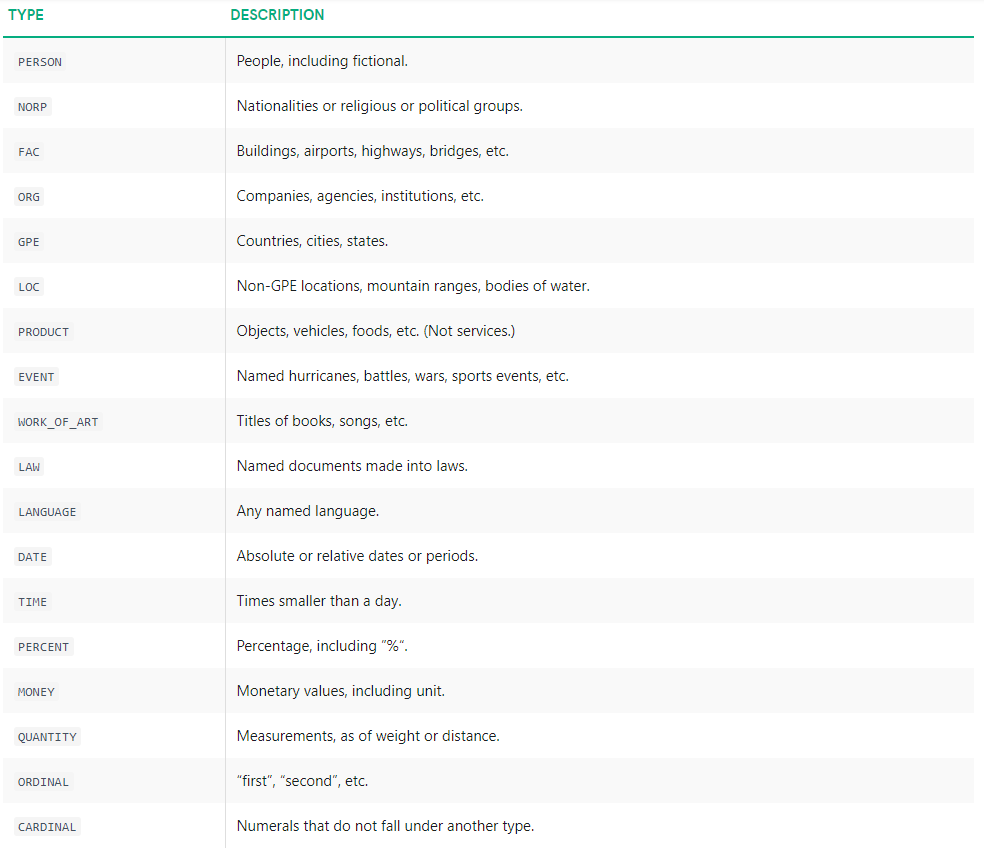 TYPE DESCRIPTION
PERSON People, including fictional.
NORP Nationalities or religious or political groups.
FAC Buildings, airports, highways, bridges, etc.
ORG Companies, agencies, institutions, etc.
GPE Countries, cities, states.
LOC Non-GPE locations, mountain ranges, bodies of water.
PRODUCT Objects, vehicles, foods, etc. (Not services.)
EVENT Named hurricanes, battles, wars, sports events, etc.
WORK_OF_ART Titles of books, songs, etc.
LAW Named documents made into laws.
LANGUAGE Any named language.
DATE Absolute or relative dates or periods.
TIME Times smaller than a day.
PERCENT Percentage, including ”%“.
MONEY Monetary values, including unit.
QUANTITY Measurements, as of weight or distance.
ORDINAL “first”, “second”, etc.
CARDINAL Numerals that do not fall under another type.